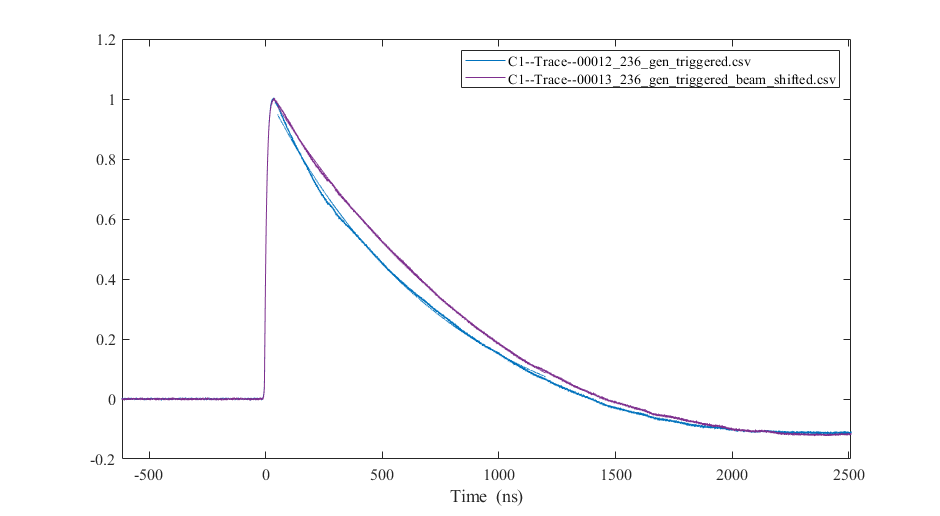 1.2
C1--Trace--00012_236_gen_triggered.csv
C1--Trace--00013_236_gen_triggered_beam_shifted.csv
1
0.8
0.6
0.4
0.2
0
-0.2
-500 0 500 1000 1500 2000 2500
Time (ns)